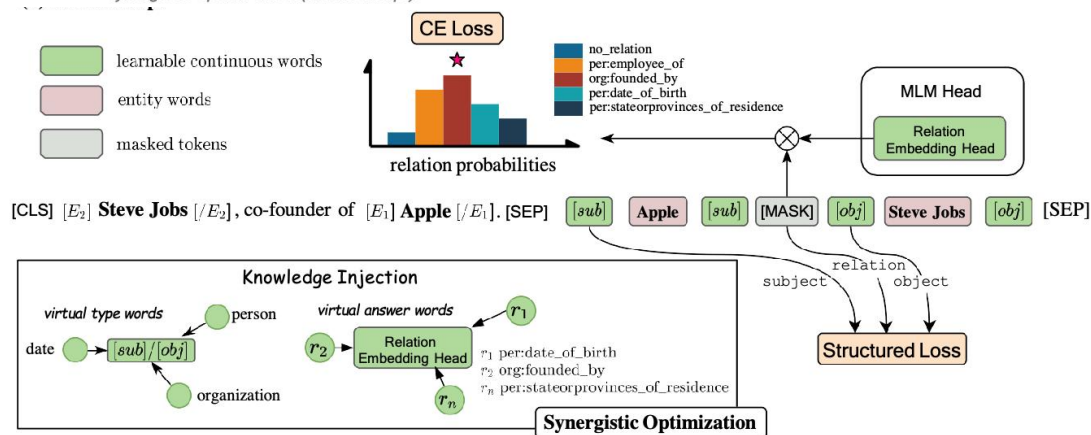 CE Loss
learnable continuous words
entity words
masked tokens
no_relation
per:employee_of
org:founded_by
per:date_of_birth
per:stateorprovinces_of_residence
relation probabilities
MLM Head
Relation
Embedding Head
[CLS] [E₂] Steve Jobs [/E₂], co-founder of [E₁] Apple [/E₁]. [SEP] [sub] Apple [sub] [MASK] [obj] Steve Jobs [obj] [SEP]
subject
relation
object
Structured Loss
Knowledge Injection
virtual type words
person
date
[sub]/[obj]
organization
virtual answer words
r₁
r₂
Relation
Embedding Head
rₙ
r₁ per:date_of_birth
r₂ org:founded_by
rₙ per:stateorprovinces_of_residence
Synergistic Optimization